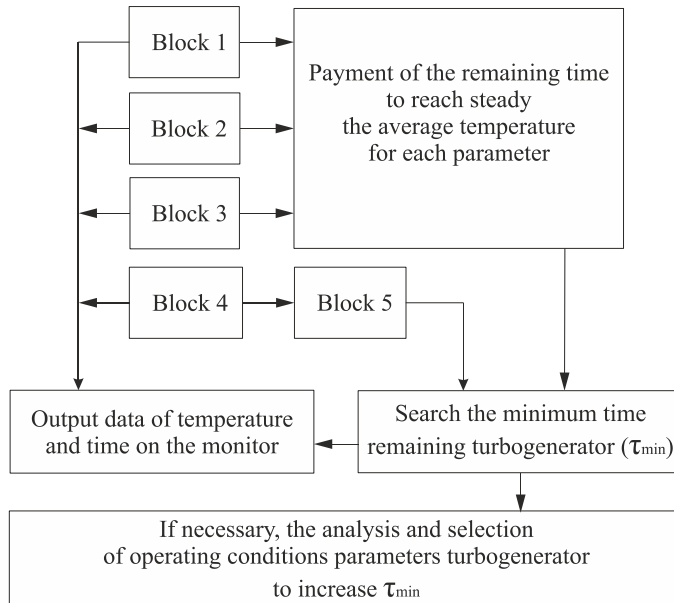 Block 1
Payment of the remaining time
to reach steady
the average temperature
for each parameter
Block 2
Block 3
Block 4
Block 5
Output data of temperature
and time on the monitor
Search the minimum time
remaining turbogenerator (τmin)
If necessary, the analysis and selection
of operating conditions parameters turbogenerator
to increase τmin